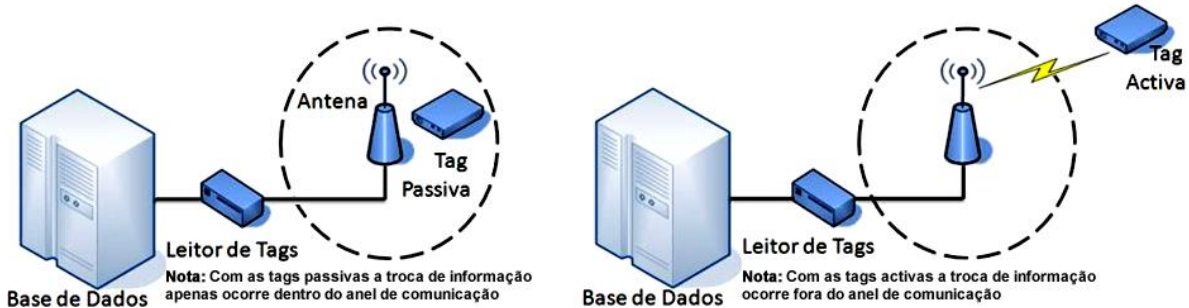 Antena
Tag
Passiva
Leitor de Tags
Nota: Com as tags passivas a troca de informação
apenas ocorre dentro do anel de comunicação
Base de Dados
Tag
Activa
Leitor de Tags
Nota: Com as tags activas a troca de informação
ocorre fora do anel de comunicação
Base de Dados